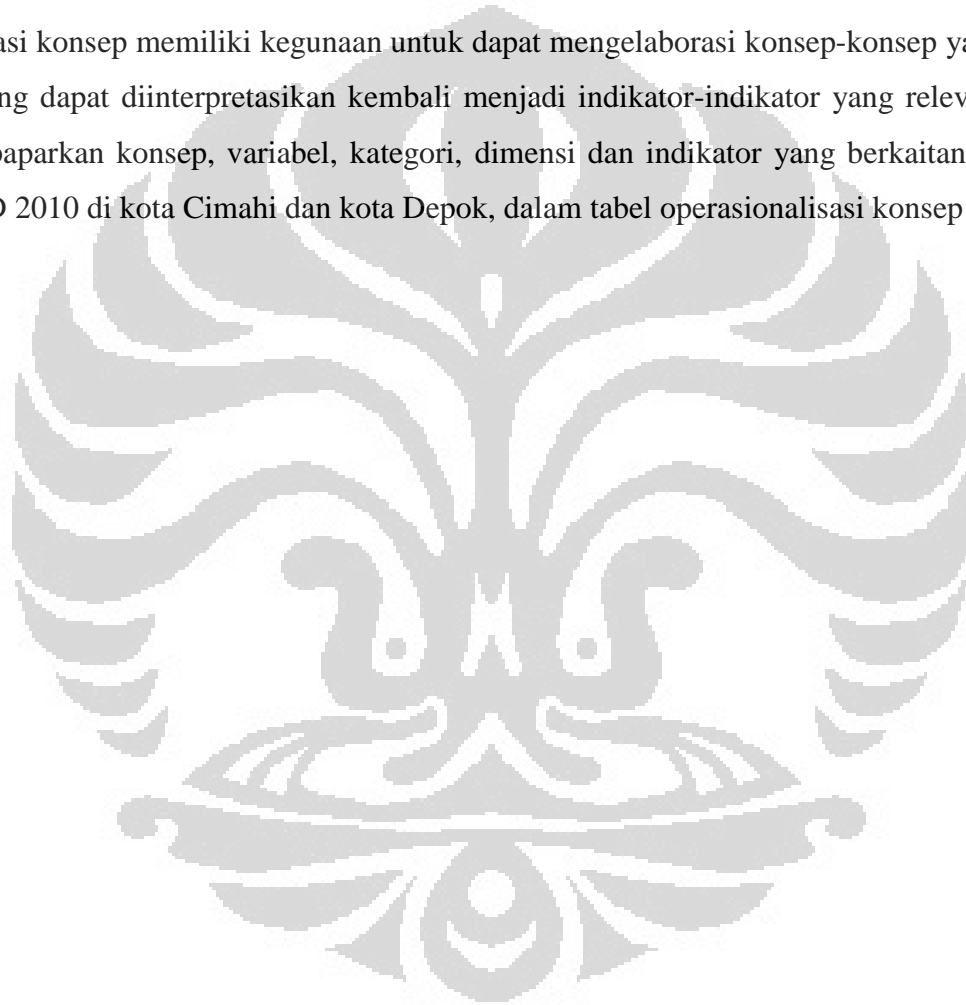 asi konsep memiliki kegunaan untuk dapat mengelaborasi konsep-konsep ya
ng dapat diinterpretasikan kembali menjadi indikator-indikator yang relev
paparkan konsep, variabel, kategori, dimensi dan indikator yang berkaitan
2010 di kota Cimahi dan kota Depok, dalam tabel operasionalisasi konsep